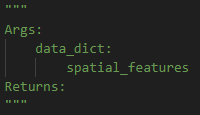 """
Args:
    data_dict:
        spatial_features
Returns:
"""